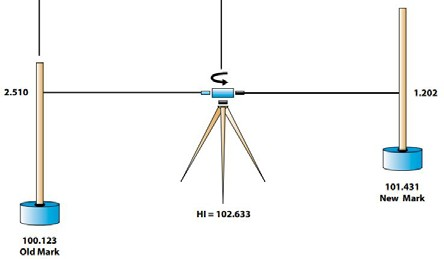 2.510
1.202
HI = 102.633
100.123
Old Mark
101.431
New Mark